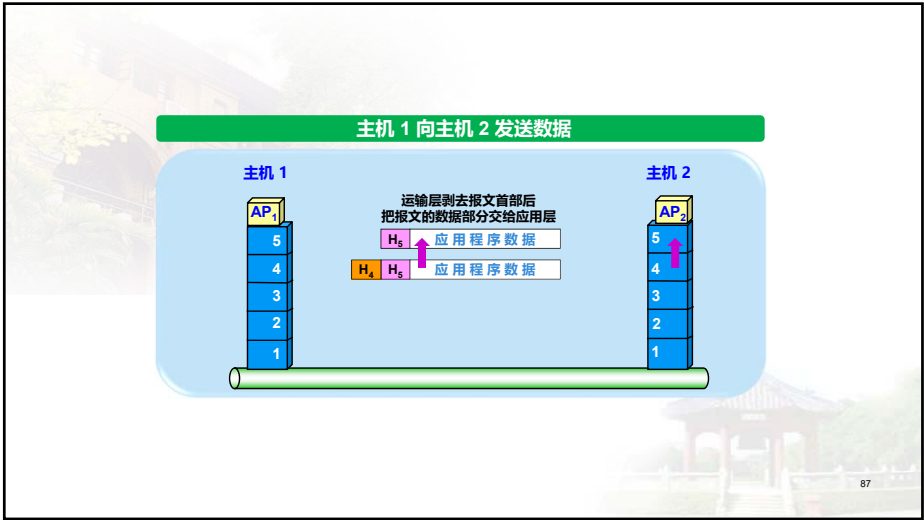 主机 1 向主机 2 发送数据
主机 1
主机 2
运输层剥去报文首部后
把报文的数据部分交给应用层
AP1
AP2
H5 应用程序数据
5
5
H4 H5 应用程序数据
4
4
3
3
2
2
1
1
87